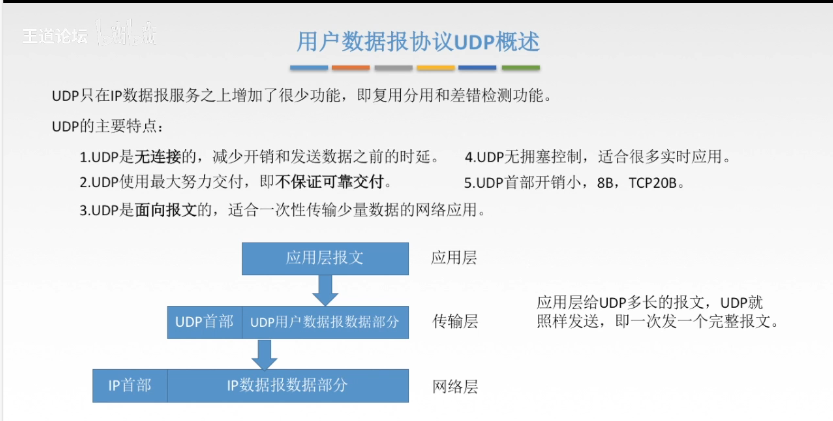 王道论坛
用户数据报协议UDP概述
UDP只在IP数据报服务之上增加了很少功能，即复用分用和差错检测功能。
UDP的主要特点：
1.UDP是无连接的，减少开销和发送数据之前的时延。
4.UDP无拥塞控制，适合很多实时应用。
2.UDP使用最大努力交付，即不保证可靠交付。
5.UDP首部开销小，8B，TCP20B。
3.UDP是面向报文的，适合一次性传输少量数据的网络应用。
应用层报文
应用层
UDP首部
UDP用户数据报数据部分
传输层
应用层给UDP多长的报文，UDP就
照样发送，即一次发一个完整报文。
IP首部
IP数据报数据部分
网络层